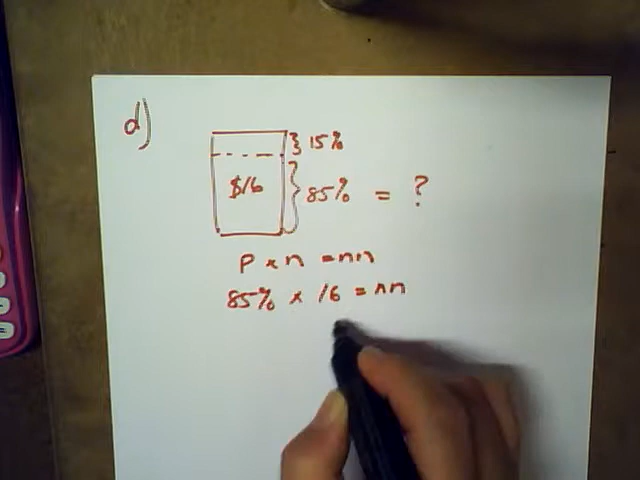 d)
15%
$16
85% = ?
P × n = nn
85% × 16 = nn